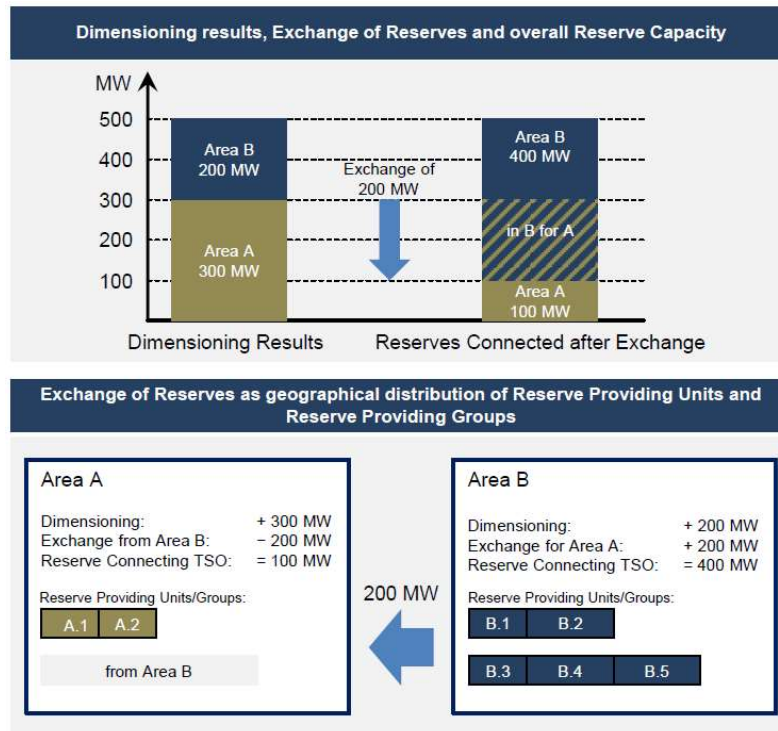 Dimensioning results, Exchange of Reserves and overall Reserve Capacity
MW
500
400
300
200
100
Area B
200 MW
Area A
300 MW
Exchange of
200 MW
Area B
400 MW
in B for A
Area A
100 MW
Dimensioning Results
Reserves Connected after Exchange
Exchange of Reserves as geographical distribution of Reserve Providing Units and
Reserve Providing Groups
Area A
Dimensioning: + 300 MW
Exchange from Area B: − 200 MW
Reserve Connecting TSO: = 100 MW
Reserve Providing Units/Groups:
A.1 A.2
from Area B
200 MW
Area B
Dimensioning: + 200 MW
Exchange for Area A: + 200 MW
Reserve Connecting TSO: = 400 MW
Reserve Providing Units/Groups:
B.1 B.2
B.3 B.4 B.5